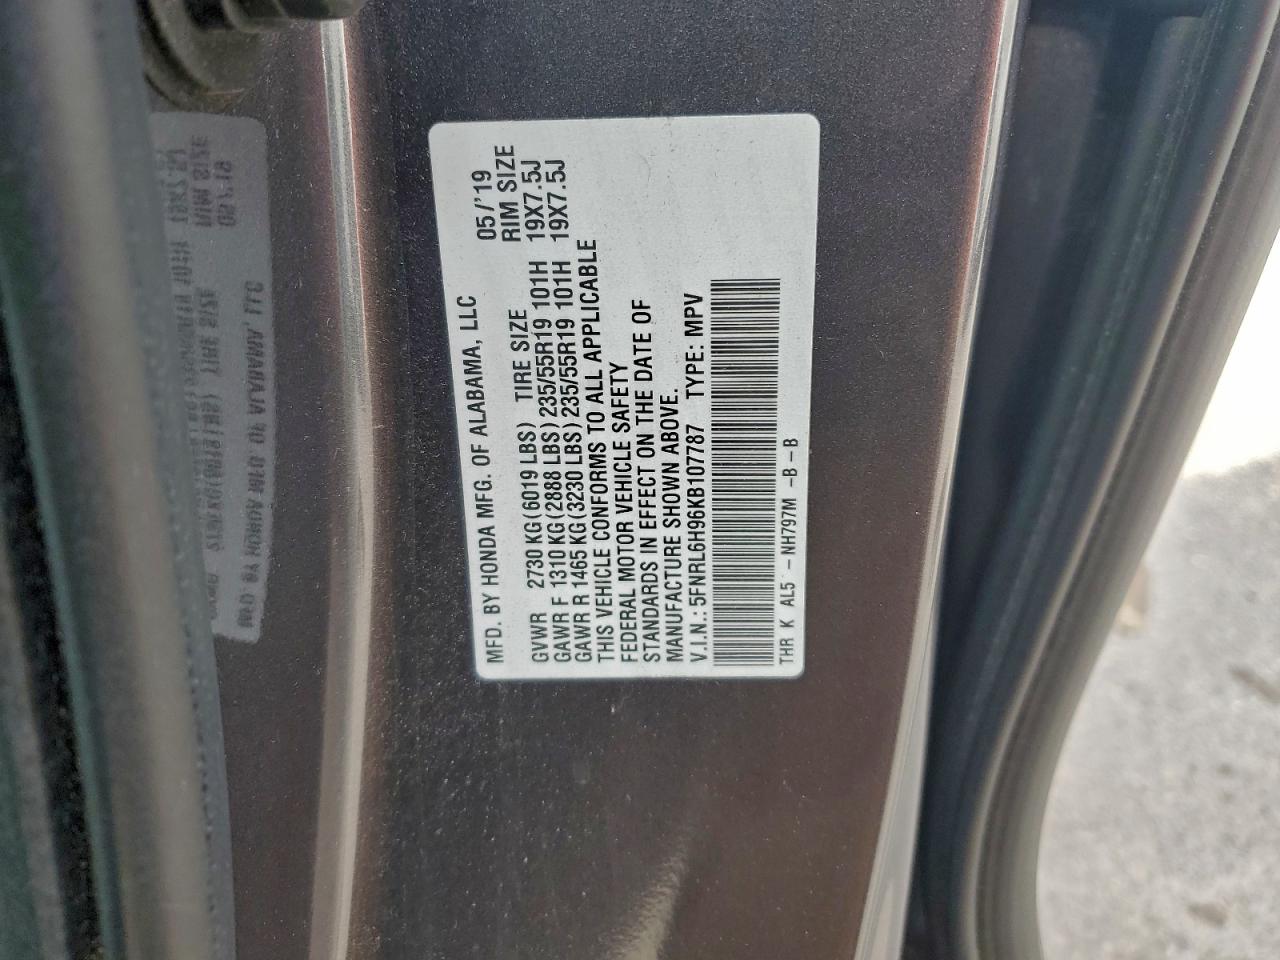 MFD. BY HONDA MFG. OF ALABAMA, LLC 05/'19
GVWR 2730 KG (6019 LBS) TIRE SIZE RIM SIZE
GAWR F 1310 KG (2888 LBS) 235/55R19 101H 19X7.5J
GAWR R 1465 KG (3230 LBS) 235/55R19 101H 19X7.5J
THIS VEHICLE CONFORMS TO ALL APPLICABLE
FEDERAL MOTOR VEHICLE SAFETY
STANDARDS IN EFFECT ON THE DATE OF
MANUFACTURE SHOWN ABOVE.
V.I.N.: 5FNRL6H96KB107787 TYPE: MPV
THR K AL5 - NH797M -B-B